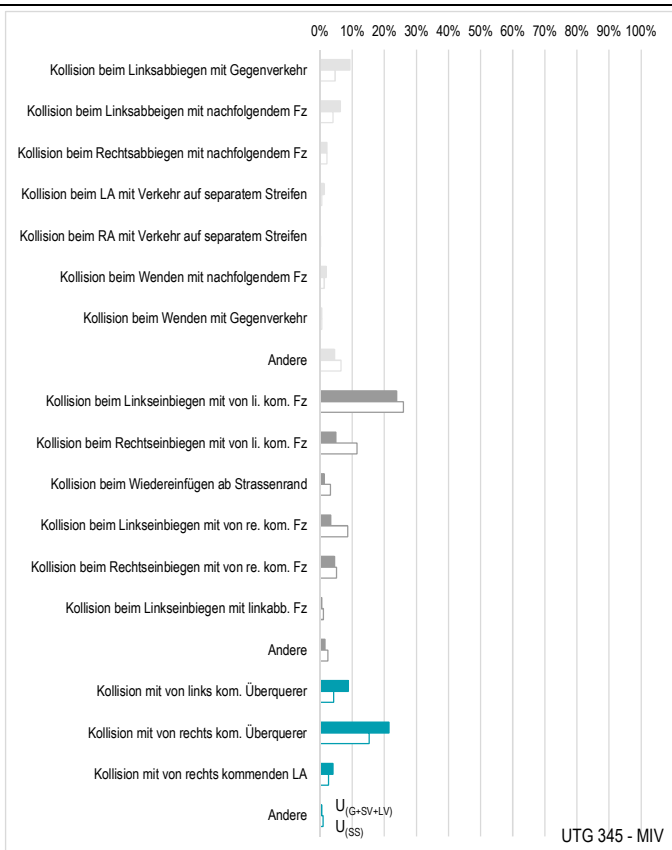 0% 10% 20% 30% 40% 50% 60% 70% 80% 90% 100%
Kollision beim Linksabbiegen mit Gegenverkehr
Kollision beim Linksabbeigen mit nachfolgendem Fz
Kollision beim Rechtsabbiegen mit nachfolgendem Fz
Kollision beim LA mit Verkehr auf separatem Streifen
Kollision beim RA mit Verkehr auf separatem Streifen
Kollision beim Wenden mit nachfolgendem Fz
Kollision beim Wenden mit Gegenverkehr
Andere
Kollision beim Linkseinbiegen mit von li. kom. Fz
Kollision beim Rechtseinbiegen mit von li. kom. Fz
Kollision beim Wiedereinfügen ab Strassenrand
Kollision beim Linkseinbiegen mit von re. kom. Fz
Kollision beim Rechtseinbiegen mit von re. kom. Fz
Kollision beim Linkseinbiegen mit linkabb. Fz
Andere
Kollision mit von links kom. Überquerer
Kollision mit von rechts kom. Überquerer
Kollision mit von rechts kommenden LA
Andere
U(G+SV+LV)
U(SS)
UTG 345 - MIV